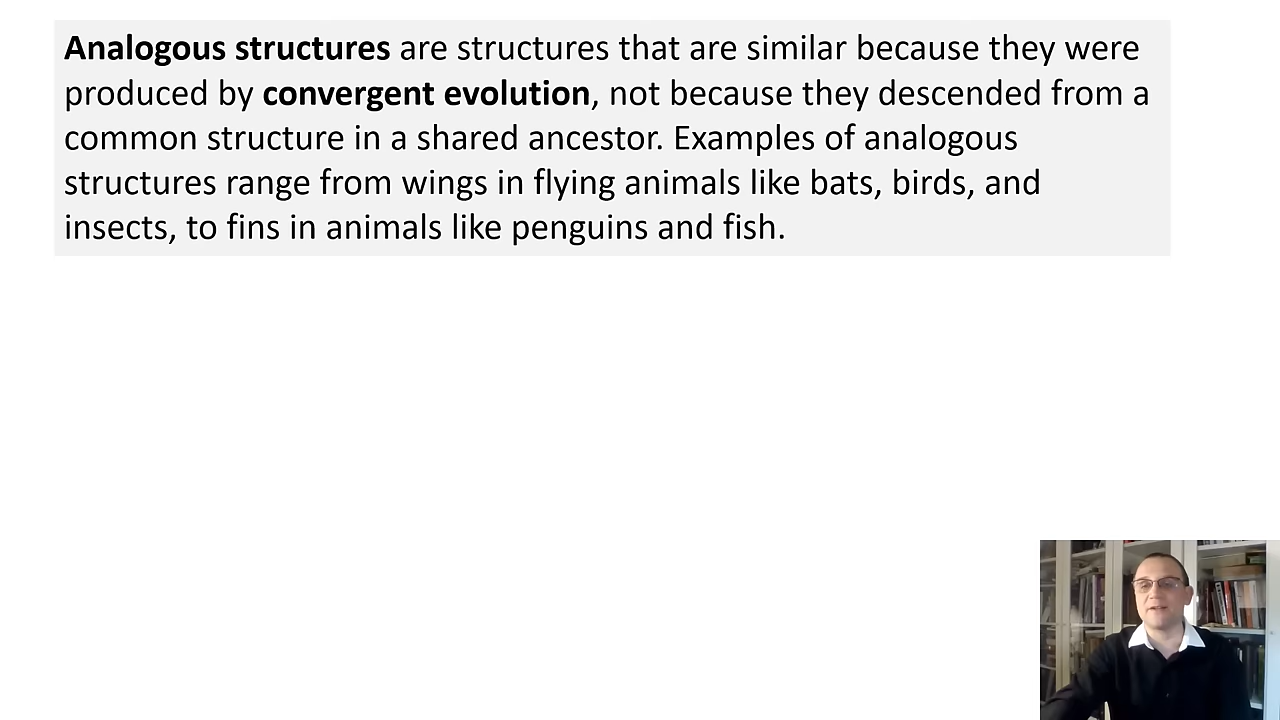 Analogous structures are structures that are similar because they were
produced by convergent evolution, not because they descended from a
common structure in a shared ancestor. Examples of analogous
structures range from wings in flying animals like bats, birds, and
insects, to fins in animals like penguins and fish.